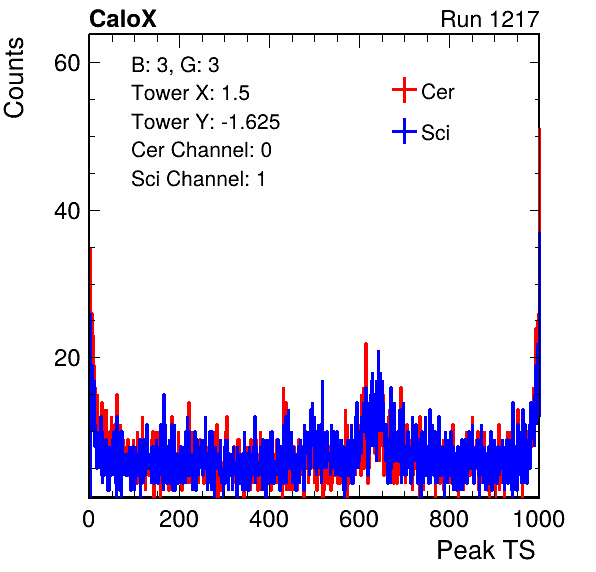 CaloX Run 1217
Counts
60
40
20
B: 3, G: 3
Tower X: 1.5
Tower Y: -1.625
Cer Channel: 0
Sci Channel: 1
Cer
Sci
0 200 400 600 800 1000
Peak TS